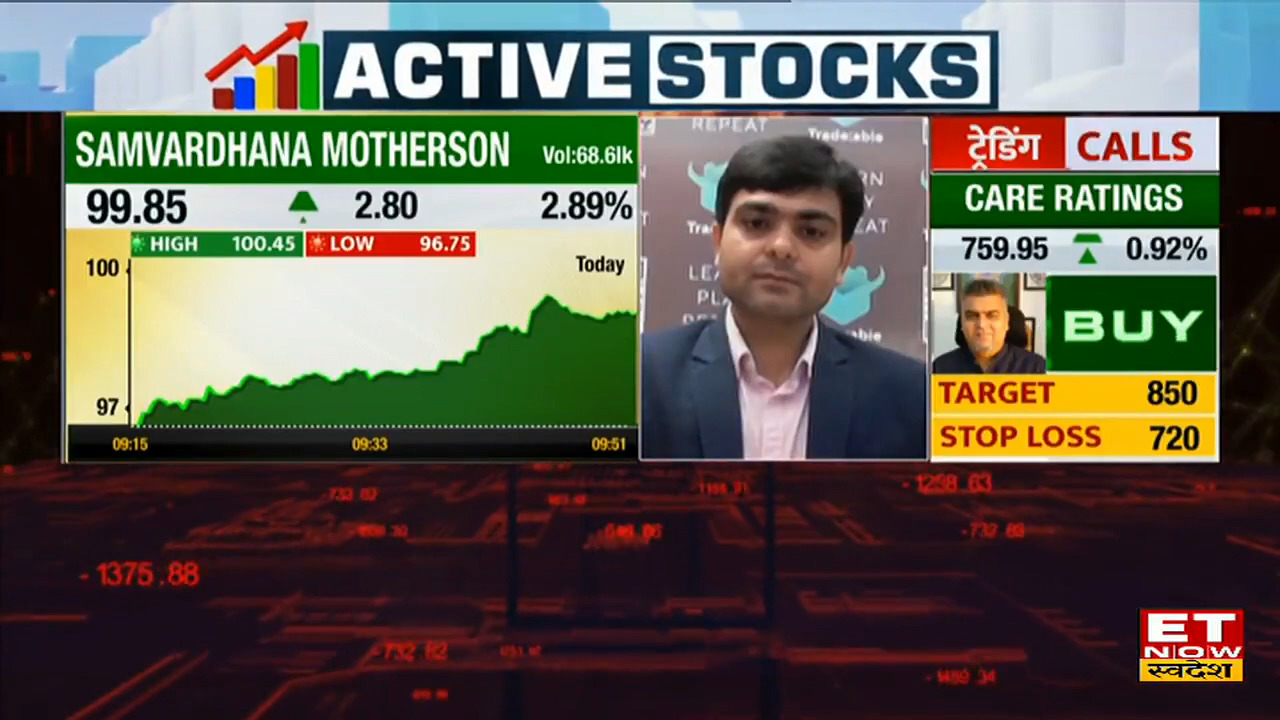 ACTIVE STOCKS
SAMVARDHANA MOTHERSON Vol:68.6lk
99.85 2.80 2.89%
HIGH 100.45 LOW 96.75
100
Today
97
09:15 09:33 09:51
REPEAT
Tradeable
ट्रेडिंग CALLS
CARE RATINGS
759.95 0.92%
BUY
TARGET 850
STOP LOSS 720
-1375.88
ET
NOW
स्वदेश